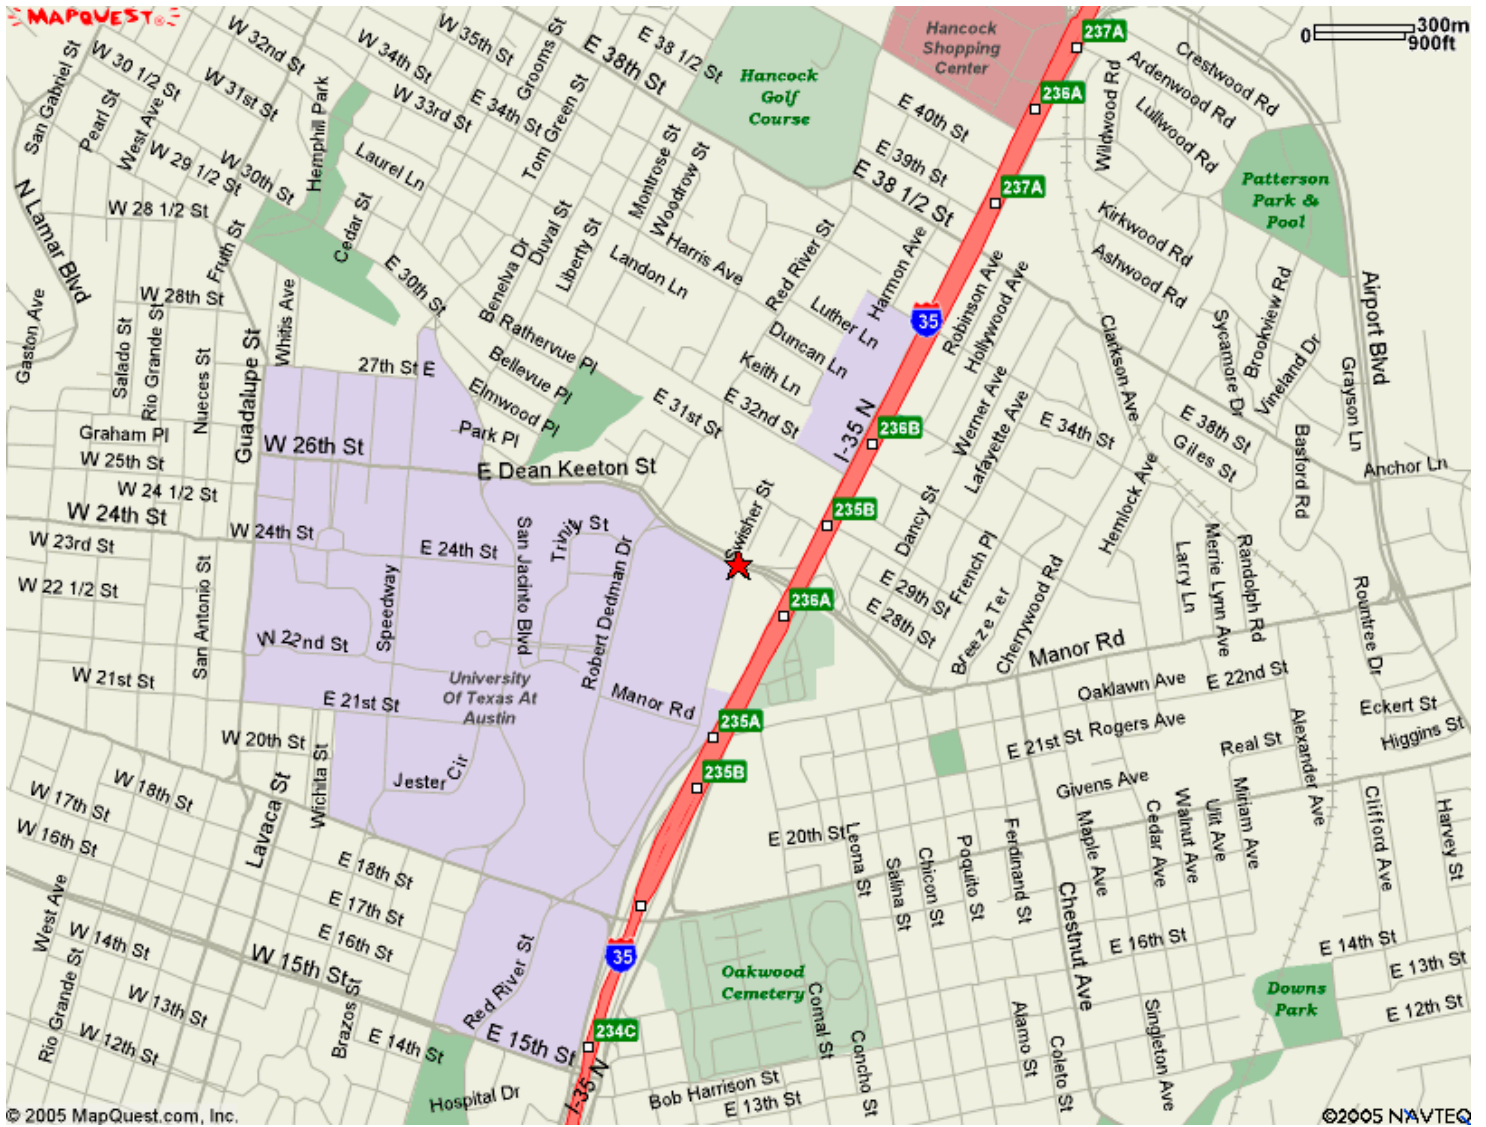 MAPQUEST
300m
0
900ft
237A
W 32nd St
W 35th St
Grooms St
E 38 1/2 St
W 34th St
E 38th St
Hancock
Shopping
Center
Crestwood Rd
Ardenwood Rd
San Gabriel St
W 30 1/2 St
W 31st St
Hemphill Park
W 33rd St
E 34th St
Tom Green St
Hancock
Golf
Course
236A
Wildwood Rd
Lullwood Rd
Pearl St
West Ave
W 29 1/2 St
W 30th St
Laurel Ln
Montrose St
Woodrow St
E 40th St
E 39th St
E 38 1/2 St
237A
Patterson
Park &
Pool
N Lamar Blvd
W 28 1/2 St
Fruth St
Cedar St
E 30th St
Benelva Dr
Duval St
Liberty St
Landon Ln
Harris Ave
Red River St
Harmon Ave
Kirkwood Rd
Ashwood Rd
W 28th St
Whitis Ave
Luther Ln
35
Robinson Ave
Hollywood Ave
Clarkson Ave
Sycamore Dr
Brookview Rd
Vineland Dr
Airport Blvd
Gaston Ave
Salado St
Rio Grande St
Nueces St
Guadalupe St
27th St E
Rathervue Pl
Bellevue Pl
Elmwood Pl
Park Pl
Duncan Ln
Keith Ln
E 32nd St
E 31st St
I-35 N
236B
Werner Ave
Lafayette Ave
E 34th St
E 38th St
Giles St
Grayson Ln
Basford Rd
Anchor Ln
Graham Pl
W 25th St
W 26th St
E Dean Keeton St
W 24 1/2 St
W 24th St
W 24th St
W 23rd St
E 24th St
San Jacinto Blvd
Trinity St
Robert Dedman Dr
Swisher St
235B
Dancy St
Hemlock Ave
Larry Ln
Merrie Lynn Ave
Randolph Rd
Rountree Dr
W 22 1/2 St
San Antonio St
Speedway
W 22nd St
236A
E 29th St
E 28th St
French Pl
Breeze Ter
Cherrywood Rd
Manor Rd
W 21st St
E 21st St
University
Of Texas At
Austin
Manor Rd
235A
Oaklawn Ave
E 22nd St
Eckert St
Higgins St
E 21st St
Rogers Ave
Real St
Alexander Ave
W 20th St
Wichita St
Jester Cir
235B
Givens Ave
W 17th St
W 18th St
Lavaca St
W 16th St
E 18th St
E 20th St
Leona St
Salina St
Chicon St
Poquito St
Ferdinand St
Maple Ave
Cedar Ave
Walnut Ave
Ulit Ave
Miriam Ave
Clifford Ave
Harvey St
West Ave
E 17th St
E 16th St
Chestnut Ave
E 16th St
E 14th St
E 13th St
W 14th St
W 15th St
35
Oakwood
Cemetery
Downs
Park
E 12th St
Rio Grande St
W 13th St
W 12th St
Brazos St
E 14th St
Red River St
E 15th St
234C
Comal St
Concho St
Alamo St
Coleto St
Singleton Ave
Hospital Dr
I-35 N
Bob Harrison St
E 13th St
© 2005 MapQuest.com, Inc.
©2005 NAVTEQ